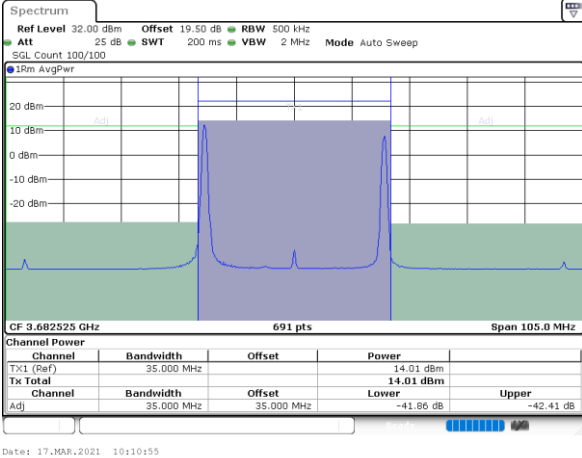 Spectrum
Ref Level 32.00 dBm Offset 19.50 dB RBW 500 kHz
Att 25 dB SWT 200 ms VBW 2 MHz Mode Auto Sweep
SGL Count 100/100
1Rm AvgPwr
20 dBm
Adj Adj
10 dBm
0 dBm
-10 dBm
-20 dBm
CF 3.682525 GHz 691 pts Span 105.0 MHz
Channel Power
Channel Bandwidth Offset Power
TX1 (Ref) 35.000 MHz 14.01 dBm
Tx Total 14.01 dBm
Channel Bandwidth Offset Lower Upper
Adj 35.000 MHz 35.000 MHz -41.86 dB -42.41 dB
Date: 17.MAR.2021 10:10:55